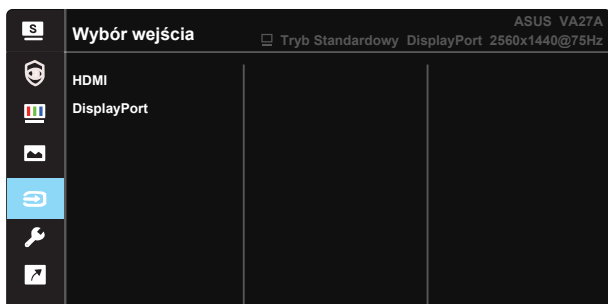 S
Wybór wejścia
ASUS VA27A
Tryb Standardowy DisplayPort 2560x1440@75Hz
HDMI
DisplayPort